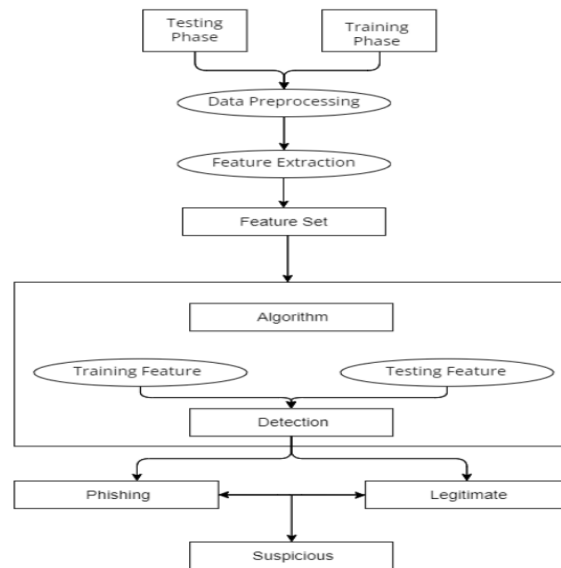 Testing
Phase
Training
Phase
Data Preprocessing
Feature Extraction
Feature Set
Algorithm
Training Feature
Testing Feature
Detection
Phishing
Legitimate
Suspicious